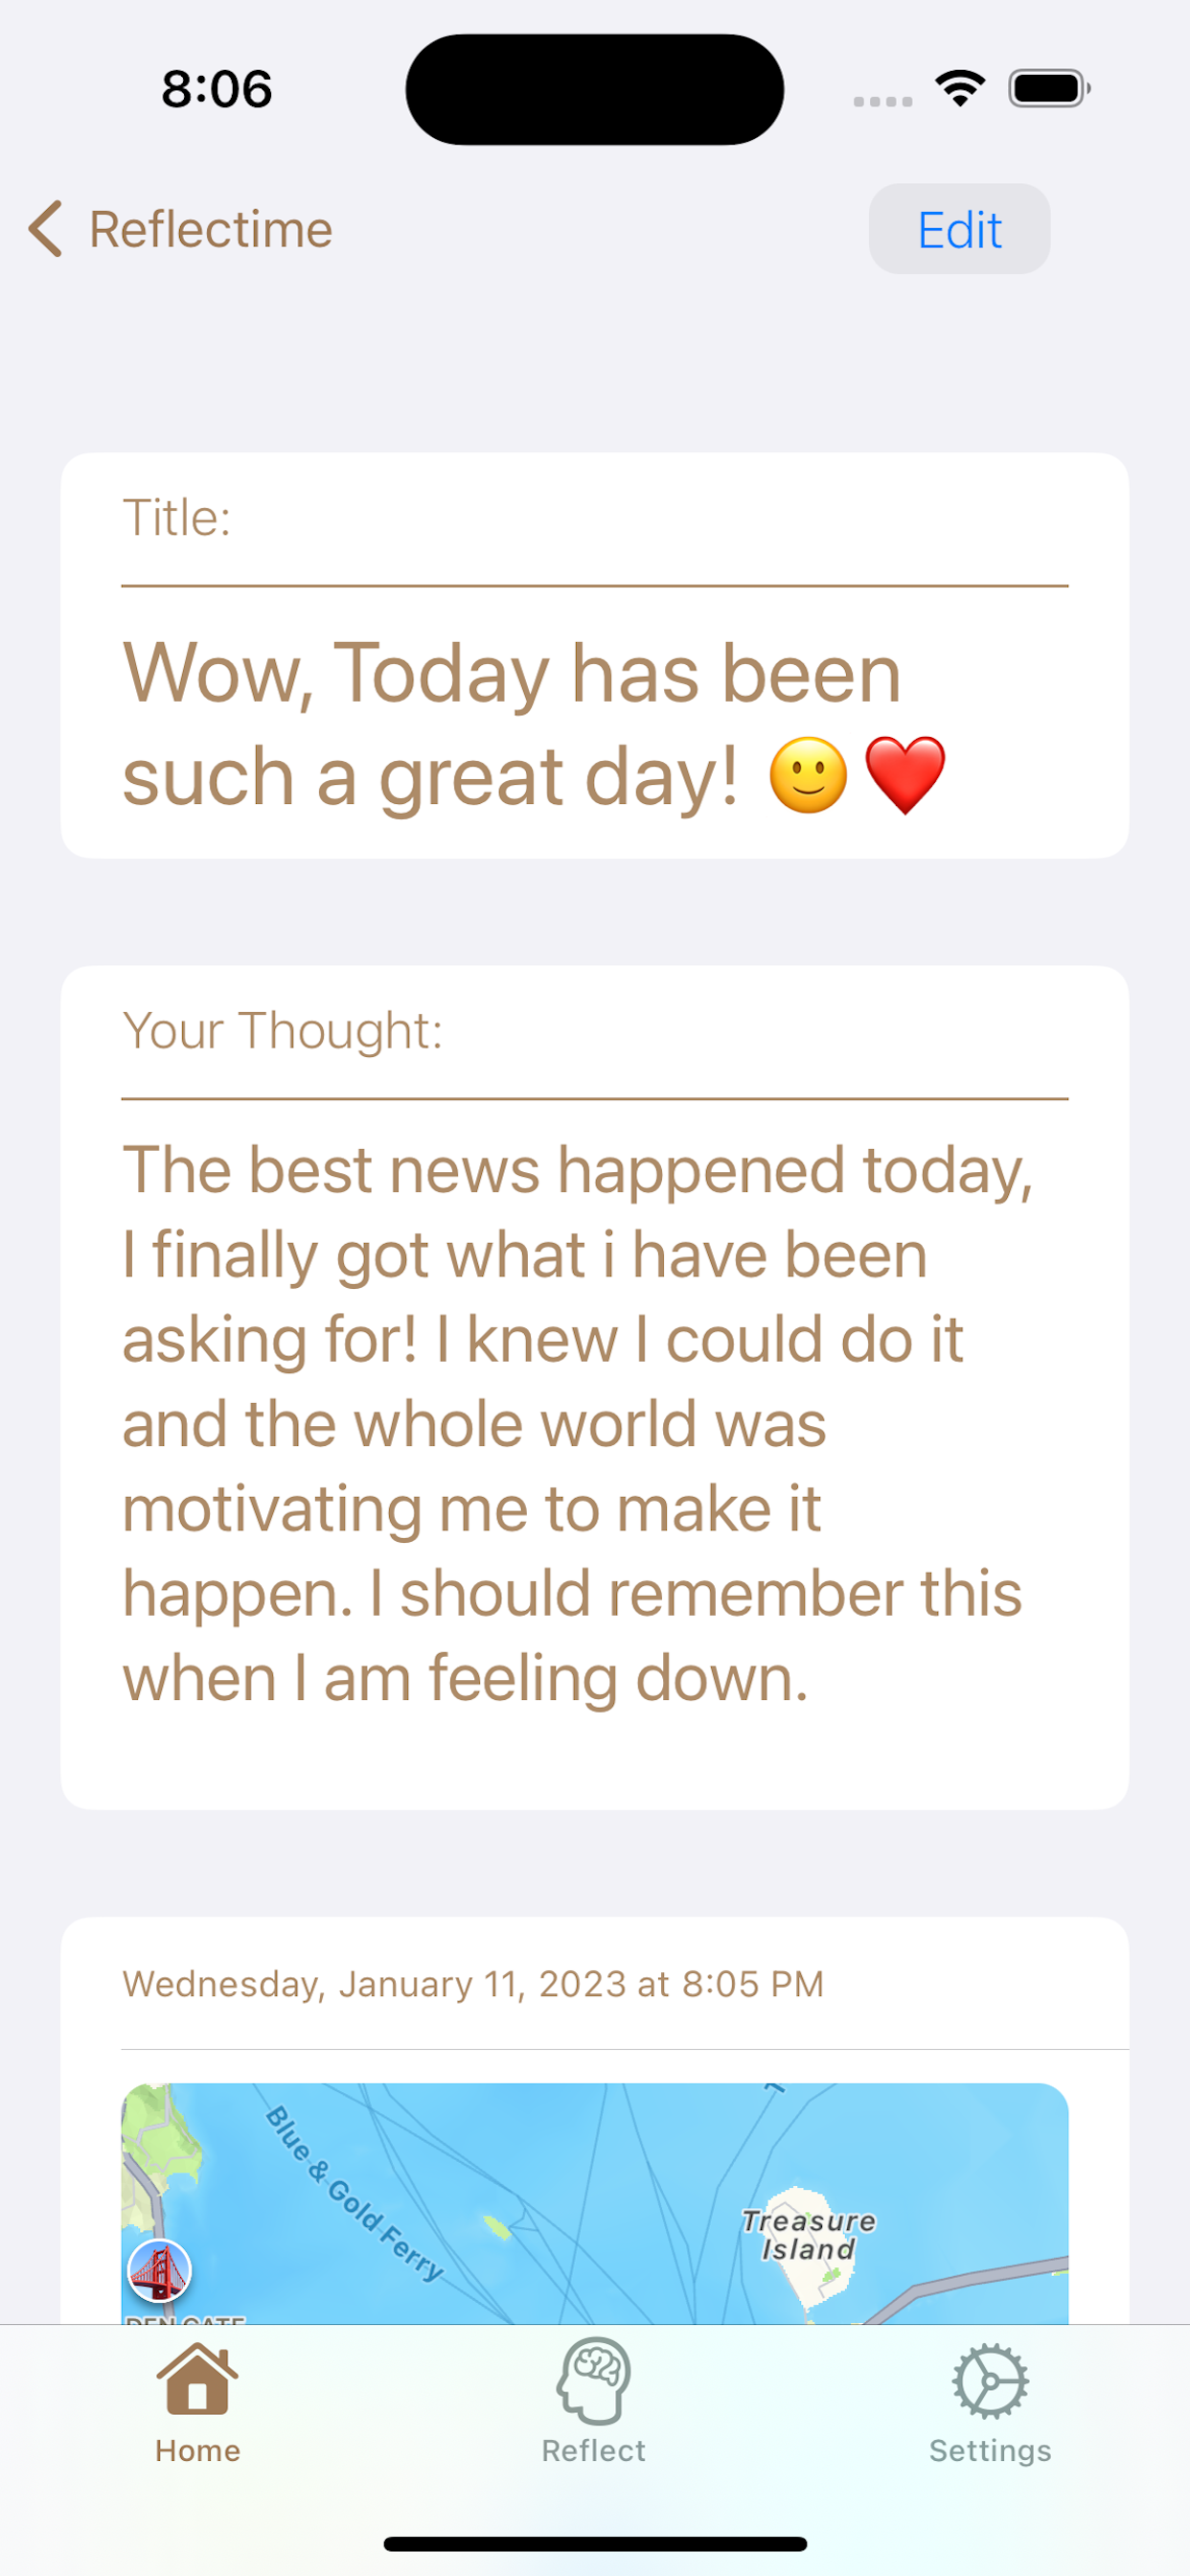 8:06
Reflectime
Edit
Title:
Wow, Today has been
such a great day! 🙂❤️
Your Thought:
The best news happened today,
I finally got what i have been
asking for! I knew I could do it
and the whole world was
motivating me to make it
happen. I should remember this
when I am feeling down.
Wednesday, January 11, 2023 at 8:05 PM
Blue & Gold Ferry
Treasure
Island
DEN GATE
Home
Reflect
Settings